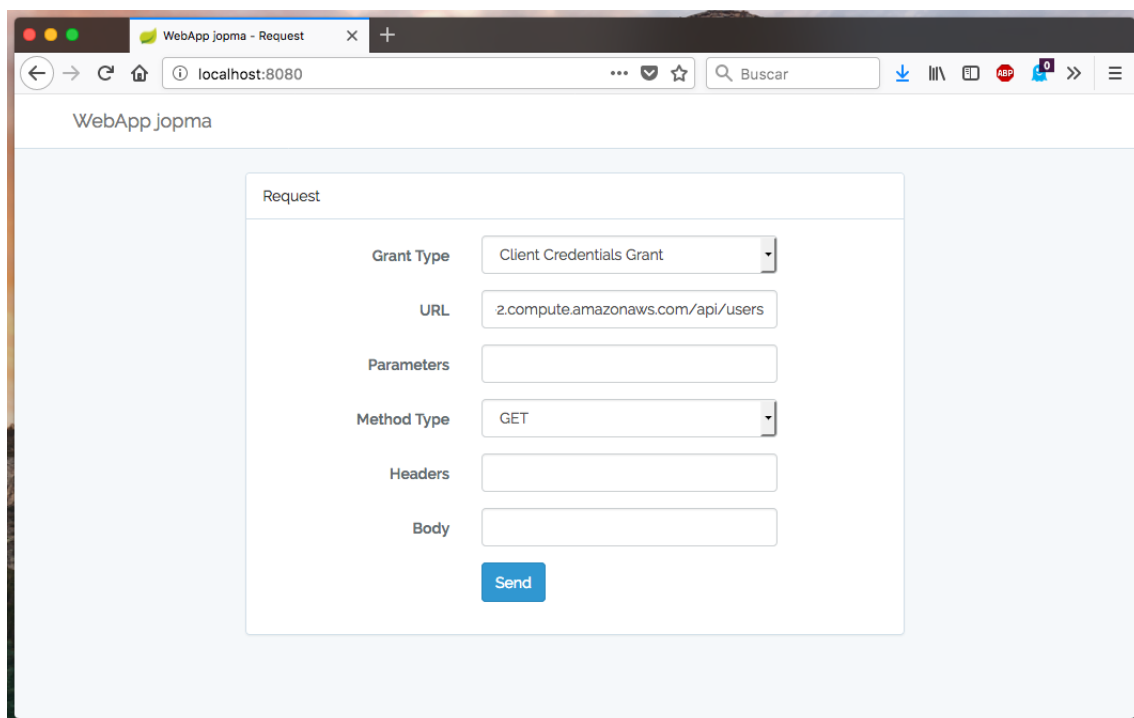 WebApp jopma - Request
localhost:8080
Buscar
ABP
0
WebApp jopma
Request
Grant Type
Client Credentials Grant
URL
2.compute.amazonaws.com/api/users
Parameters
Method Type
GET
Headers
Body
Send